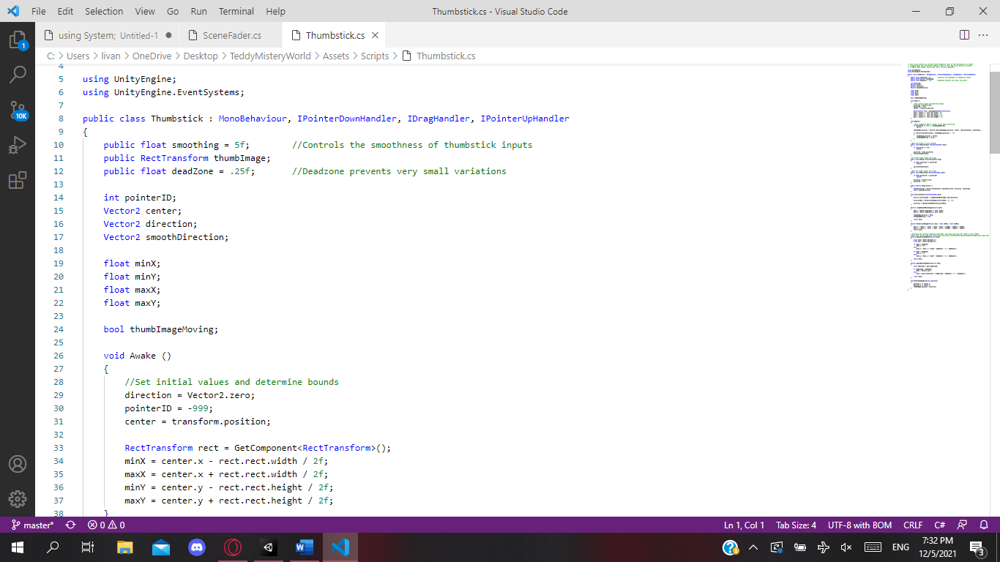 File Edit Selection View Go Run Terminal Help Thumbstick.cs - Visual Studio Code
using System; Untitled-1 SceneFader.cs Thumbstick.cs
C: > Users > livan > OneDrive > Desktop > TeddyMisteryWorld > Assets > Scripts > Thumbstick.cs
4
5 using UnityEngine;
6 using UnityEngine.EventSystems;
7
8 public class Thumbstick : MonoBehaviour, IPointerDownHandler, IDragHandler, IPointerUpHandler
9 {
10 public float smoothing = 5f; //Controls the smoothness of thumbstick inputs
11 public RectTransform thumbImage;
12 public float deadZone = .25f; //Deadzone prevents very small variations
13
14 int pointerID;
15 Vector2 center;
16 Vector2 direction;
17 Vector2 smoothDirection;
18
19 float minX;
20 float minY;
21 float maxX;
22 float maxY;
23
24 bool thumbImageMoving;
25
26 void Awake ()
27 {
28 //Set initial values and determine bounds
29 direction = Vector2.zero;
30 pointerID = -999;
31 center = transform.position;
32
33 RectTransform rect = GetComponent<RectTransform>();
34 minX = center.x - rect.rect.width / 2f;
35 maxX = center.x + rect.rect.width / 2f;
36 minY = center.y - rect.rect.height / 2f;
37 maxY = center.y + rect.rect.height / 2f;
38 }
1
10K
master* 0 0 Ln 1, Col 1 Tab Size: 4 UTF-8 with BOM CRLF C#
ENG 7:32 PM
12/5/2021 3